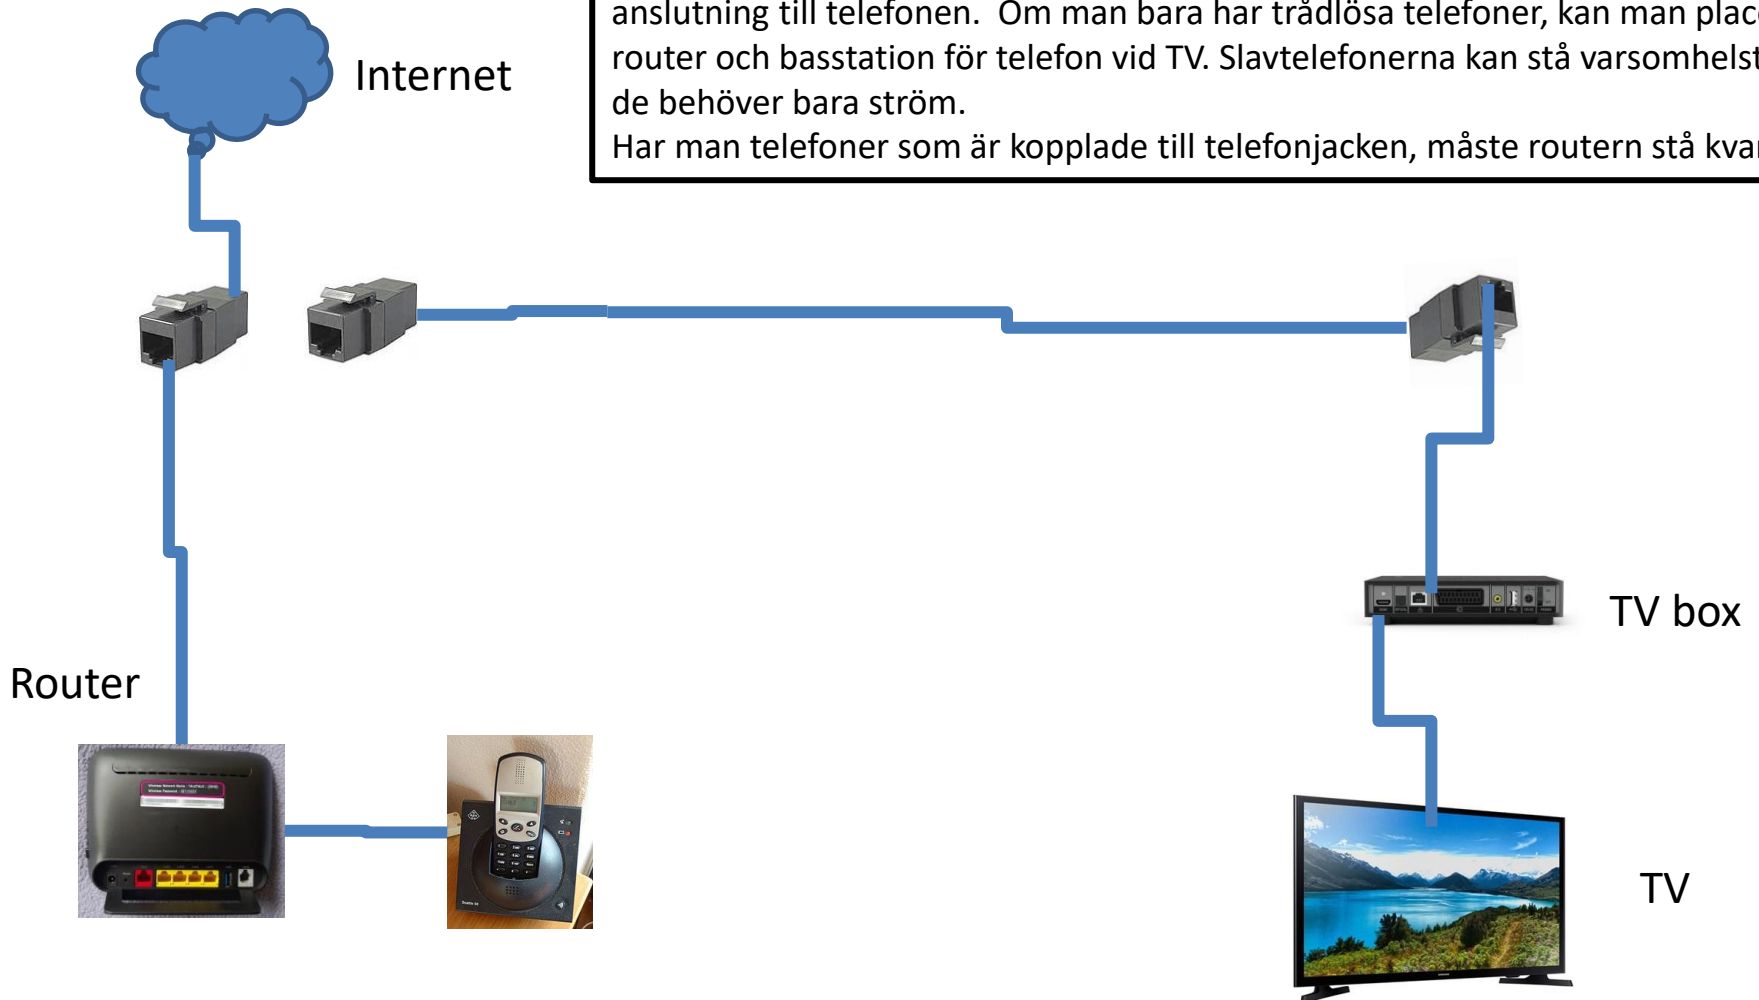 anslutning till telefonen. Om man bara har trådlösa telefoner, kan man
router och basstation för telefon vid TV. Slavtelefonerna kan stå varsomhelst
de behöver bara ström.
Har man telefoner som är kopplade till telefonjacken, måste routern stå
Internet
TV box
Router
TV